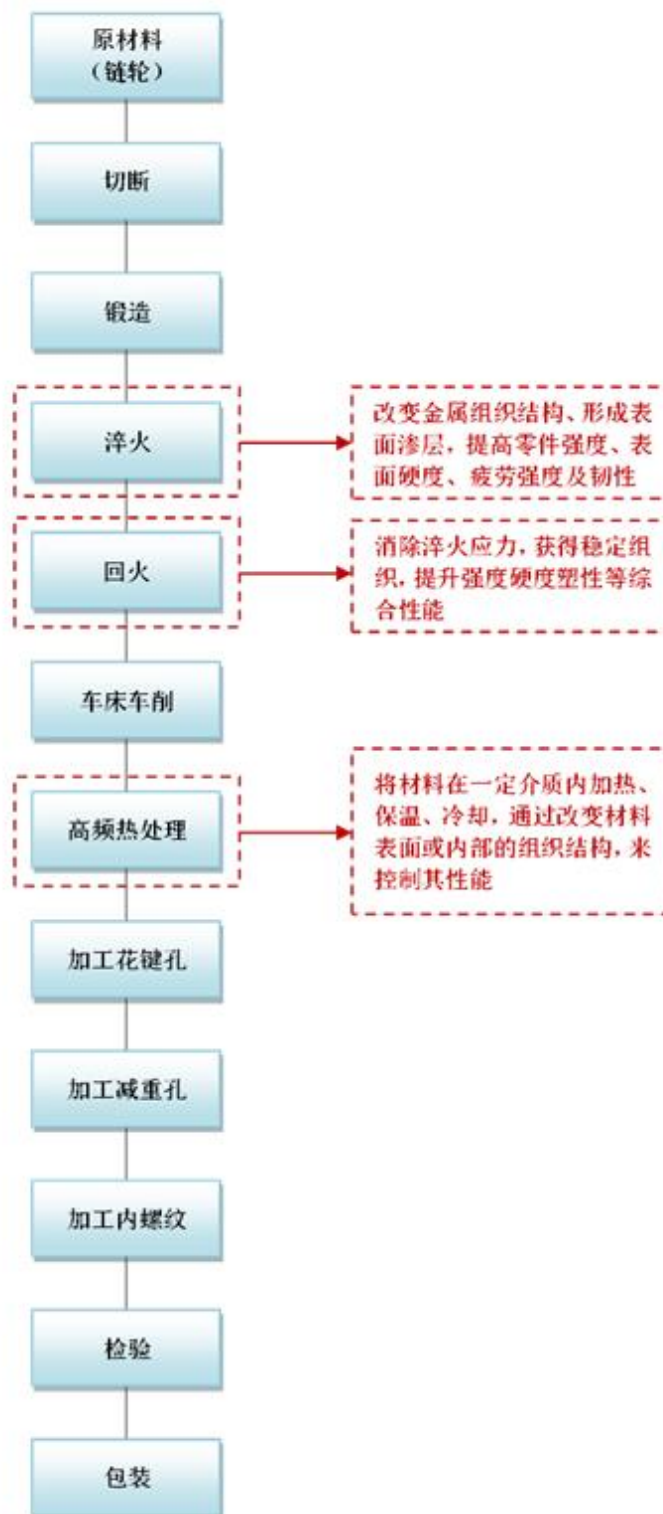 原材料
（链轮）
切断
锻造
淬火
改变金属组织结构、形成表
面渗层，提高零件强度、表
面硬度、疲劳强度及韧性
回火
消除淬火应力，获得稳定组
织，提升强度硬度塑性等综
合性能
车床车削
高频热处理
将材料在一定介质内加热、
保温、冷却，通过改变材料
表面或内部的组织结构，来
控制其性能
加工花键孔
加工减重孔
加工内螺纹
检验
包装